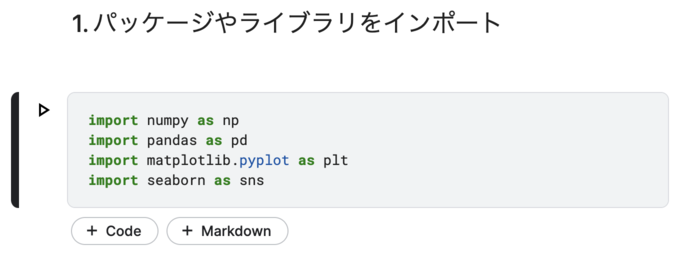 1. パッケージやライブラリをインポート
import numpy as np
import pandas as pd
import matplotlib.pyplot as plt
import seaborn as sns
+ Code + Markdown